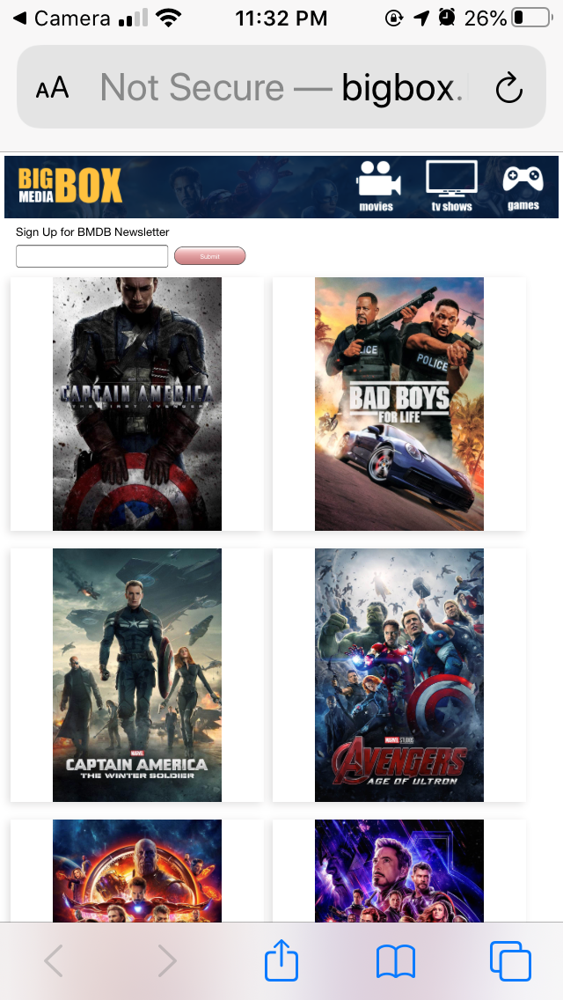 Camera 11:32 PM 26%
AA Not Secure — bigbox.
BIG MEDIA BOX
movies tv shows games
Sign Up for BMDB Newsletter
Submit
CAPTAIN AMERICA
THE FIRST AVENGER
POLICE
BAD BOYS
FOR LIFE
MARVEL
CAPTAIN AMERICA
THE WINTER SOLDIER
MARVEL STUDIOS
AVENGERS
AGE OF ULTRON